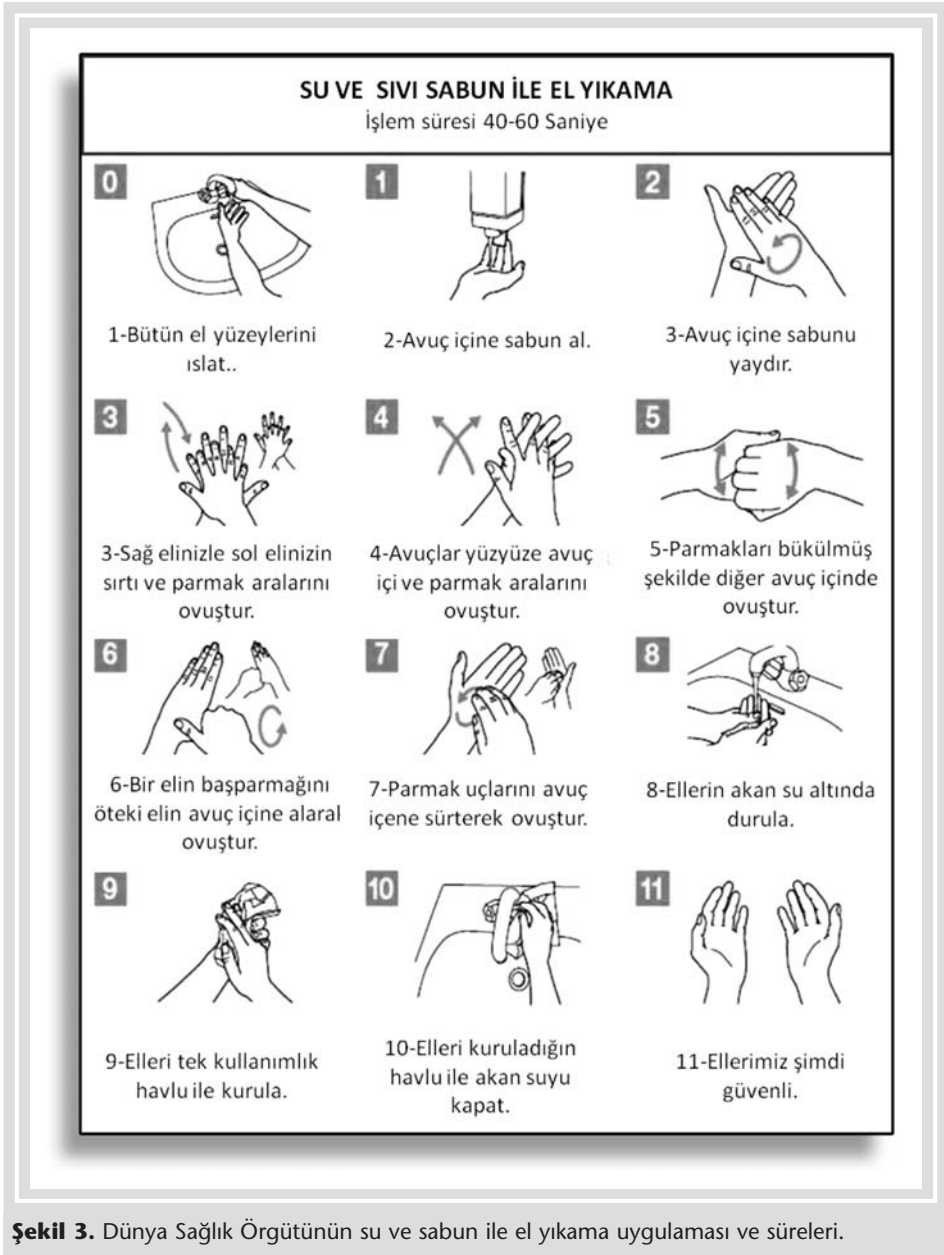 SU VE SIVI SABUN İLE EL YIKAMA
İşlem süresi 40-60 Saniye
0
1
2
1-Bütün el yüzeylerini
ıslat..
2-Avuç içine sabun al.
3-Avuç içine sabunu
yaydır.
3
4
5
3-Sağ elinizle sol elinizin
sırtı ve parmak aralarını
ovuştur.
4-Avuçlar yüzyüze avuç
içi ve parmak aralarını
ovuştur.
5-Parmakları bükülmüş
şekilde diğer avuç içinde
ovuştur.
6
7
8
6-Bir elin başparmağını
öteki elin avuç içine alaral
ovuştur.
7-Parmak uçlarını avuç
içene sürterek ovuştur.
8-Ellerin akan su altında
durula.
9
10
11
9-Elleri tek kullanımlık
havlu ile kurula.
10-Elleri kuruladığın
havlu ile akan suyu
kapat.
11-Ellerimiz şimdi
güvenli.
Şekil 3. Dünya Sağlık Örgütünün su ve sabun ile el yıkama uygulaması ve süreleri.